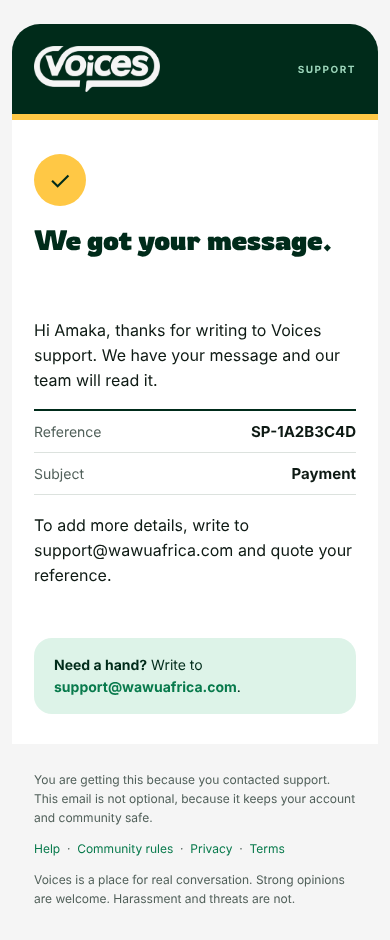 Voices
SUPPORT
We got your message.
Hi Amaka, thanks for writing to Voices
support. We have your message and our
team will read it.
Reference SP-1A2B3C4D
Subject Payment
To add more details, write to
support@wawuafrica.com and quote your
reference.
Need a hand? Write to
support@wawuafrica.com.
You are getting this because you contacted support.
This email is not optional, because it keeps your account
and community safe.
Help · Community rules · Privacy · Terms
Voices is a place for real conversation. Strong opinions
are welcome. Harassment and threats are not.